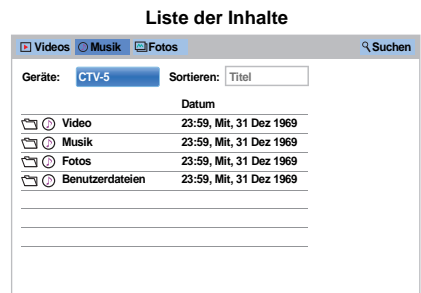 Liste der Inhalte
Videos Musik Fotos Suchen
Geräte: CTV-5 Sortieren: Titel
Datum
Video 23:59, Mit, 31 Dez 1969
Musik 23:59, Mit, 31 Dez 1969
Fotos 23:59, Mit, 31 Dez 1969
Benutzerdateien 23:59, Mit, 31 Dez 1969